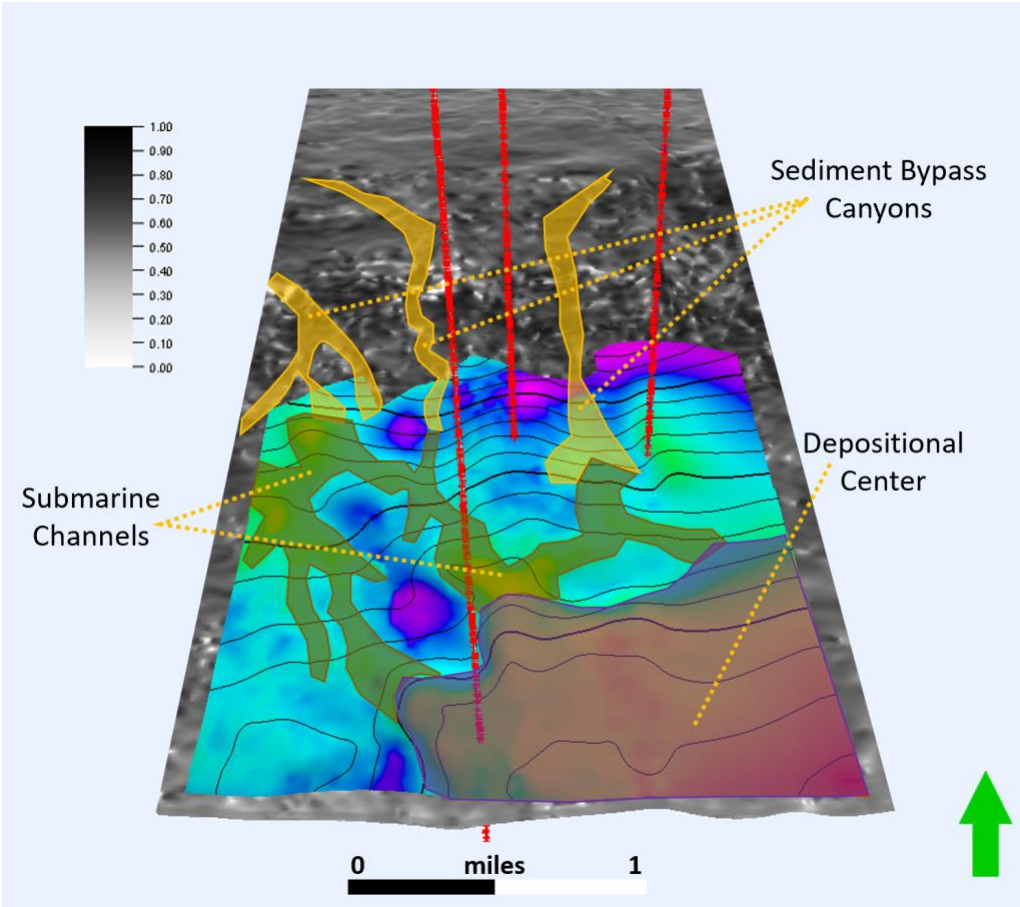 1.00
0.90
0.80
0.70
0.60
0.50
0.40
0.30
0.20
0.10
0.00
Sediment Bypass
Canyons
Depositional
Center
Submarine
Channels
0 miles 1